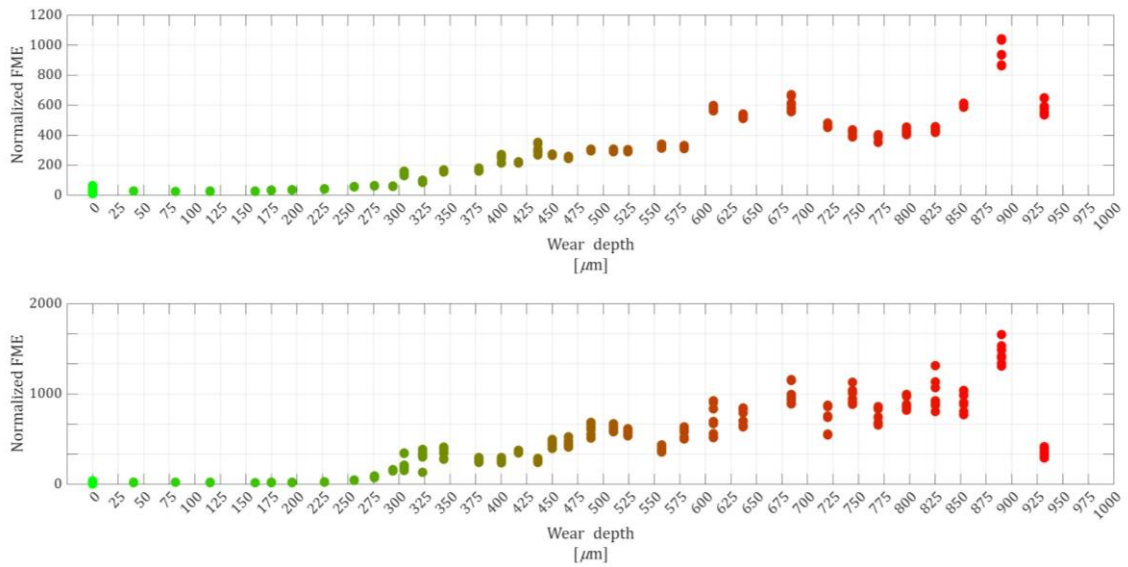 1200
1000
800
600
400
200
0
Normalized FME
0 25 50 75 100 125 150 175 200 225 250 275 300 325 350 375 400 425 450 475 500 525 550 575 600 625 650 675 700 725 750 775 800 825 850 875 900 925 950 975 1000
Wear depth
[μm]
2000
1000
0
Normalized FME
0 25 50 75 100 125 150 175 200 225 250 275 300 325 350 375 400 425 450 475 500 525 550 575 600 625 650 675 700 725 750 775 800 825 850 875 900 925 950 975 1000
Wear depth
[μm]